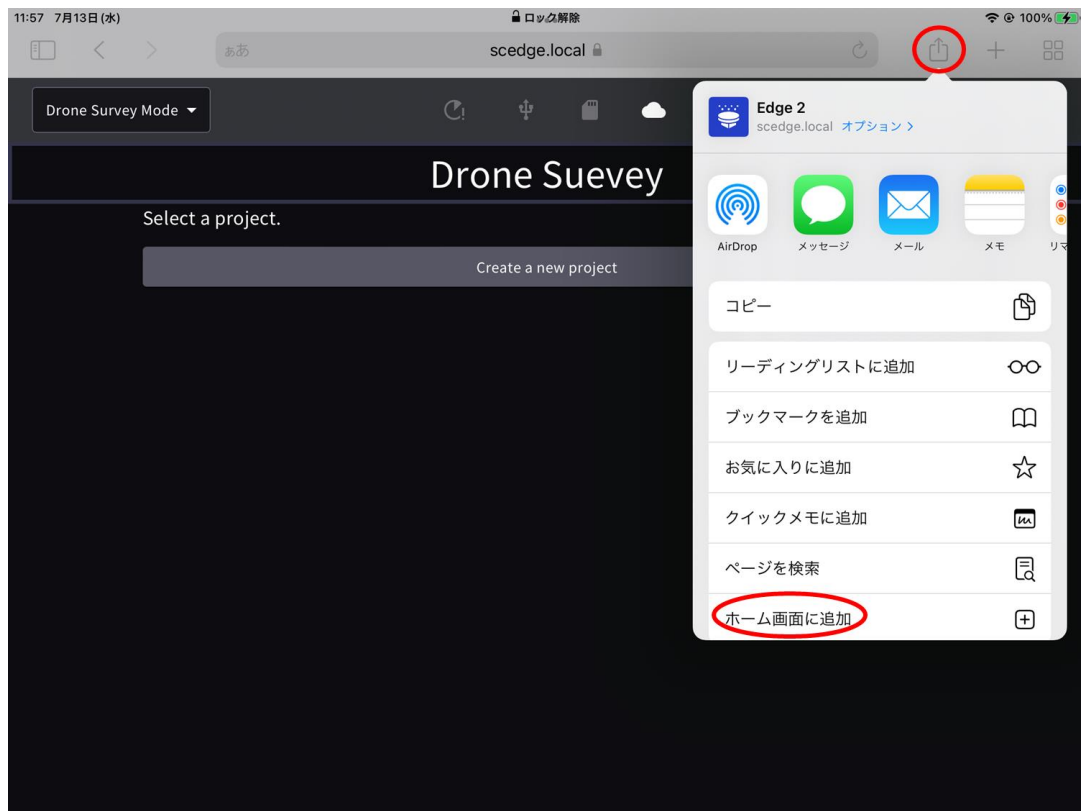 11:57 7月13日(水)
ロック解除
100%
ああ
scedge.local
Drone Survey Mode
Drone Suevey
Select a project.
Create a new project
Edge 2
scedge.local オプション
AirDrop
メッセージ
メール
メモ
リマ
コピー
リーディングリストに追加
ブックマークを追加
お気に入りに追加
クイックメモに追加
ページを検索
ホーム画面に追加